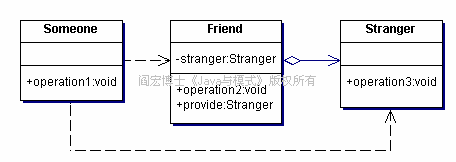 Someone
+operation1:void
Friend
-stranger:Stranger
+operation2:void
+provide:Stranger
Stranger
+operation3:void
阎宏博士《Java与模式》版权所有